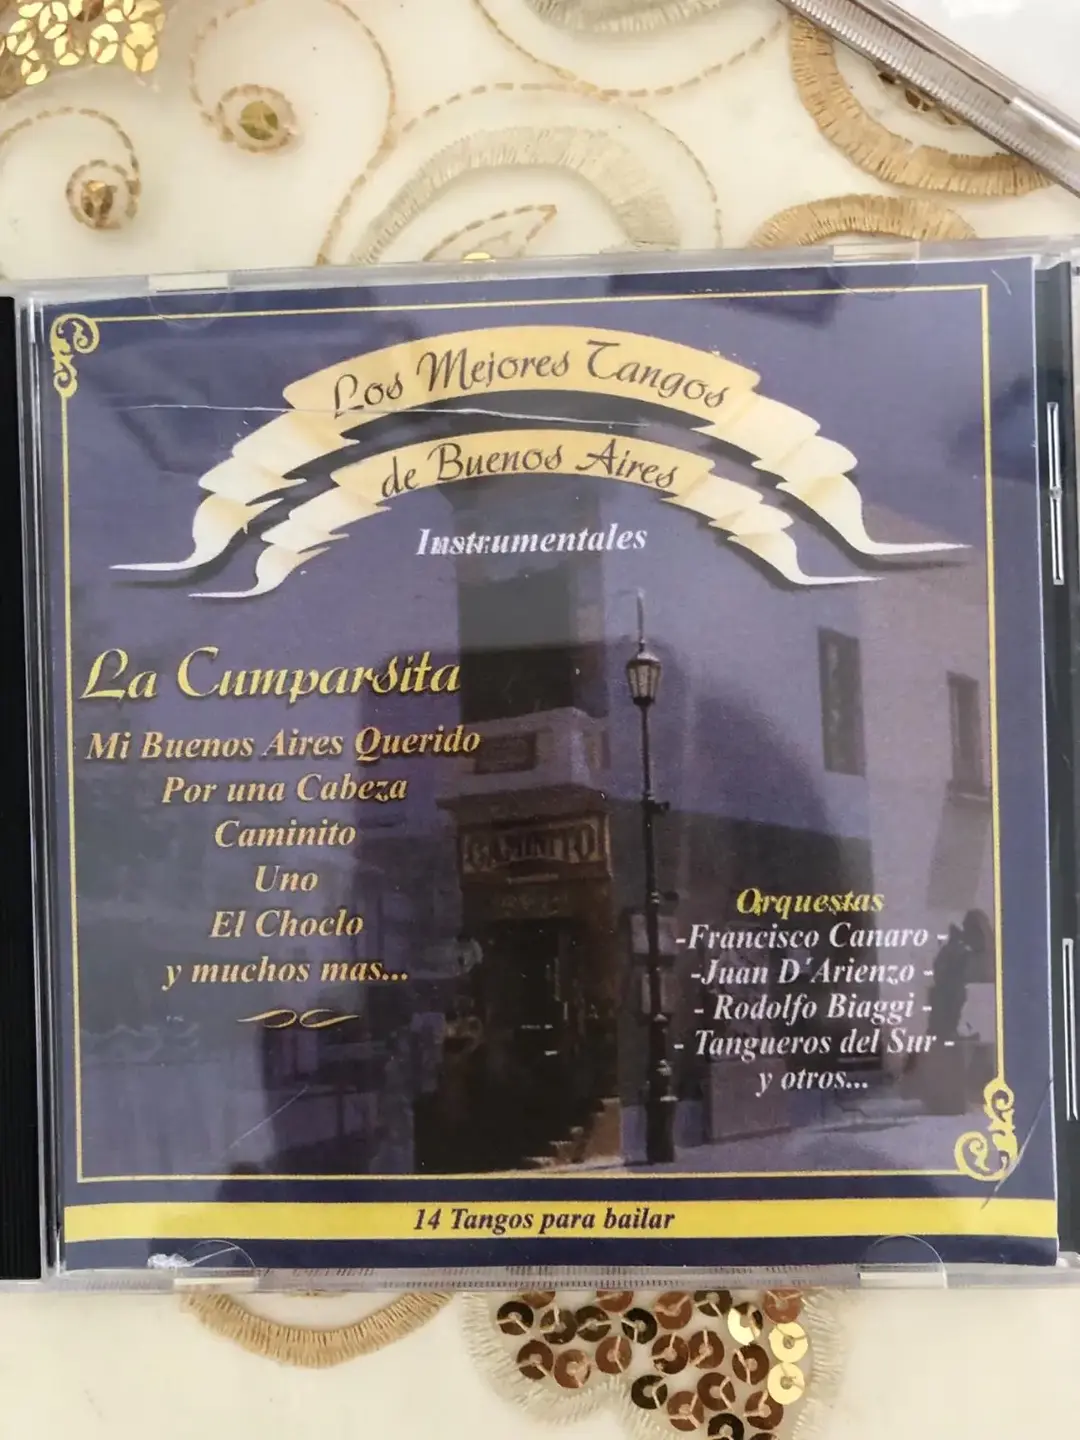 Los Mejores Tangos
de Buenos Aires
Instrumentales
La Cumparsita
Mi Buenos Aires Querido
Por una Cabeza
Caminito
Uno
El Choclo
y muchos mas...
CAMINITO
Orquestas
-Francisco Canaro -
-Juan D'Arienzo -
- Rodolfo Biaggi -
- Tangueros del Sur -
y otros...
14 Tangos para bailar